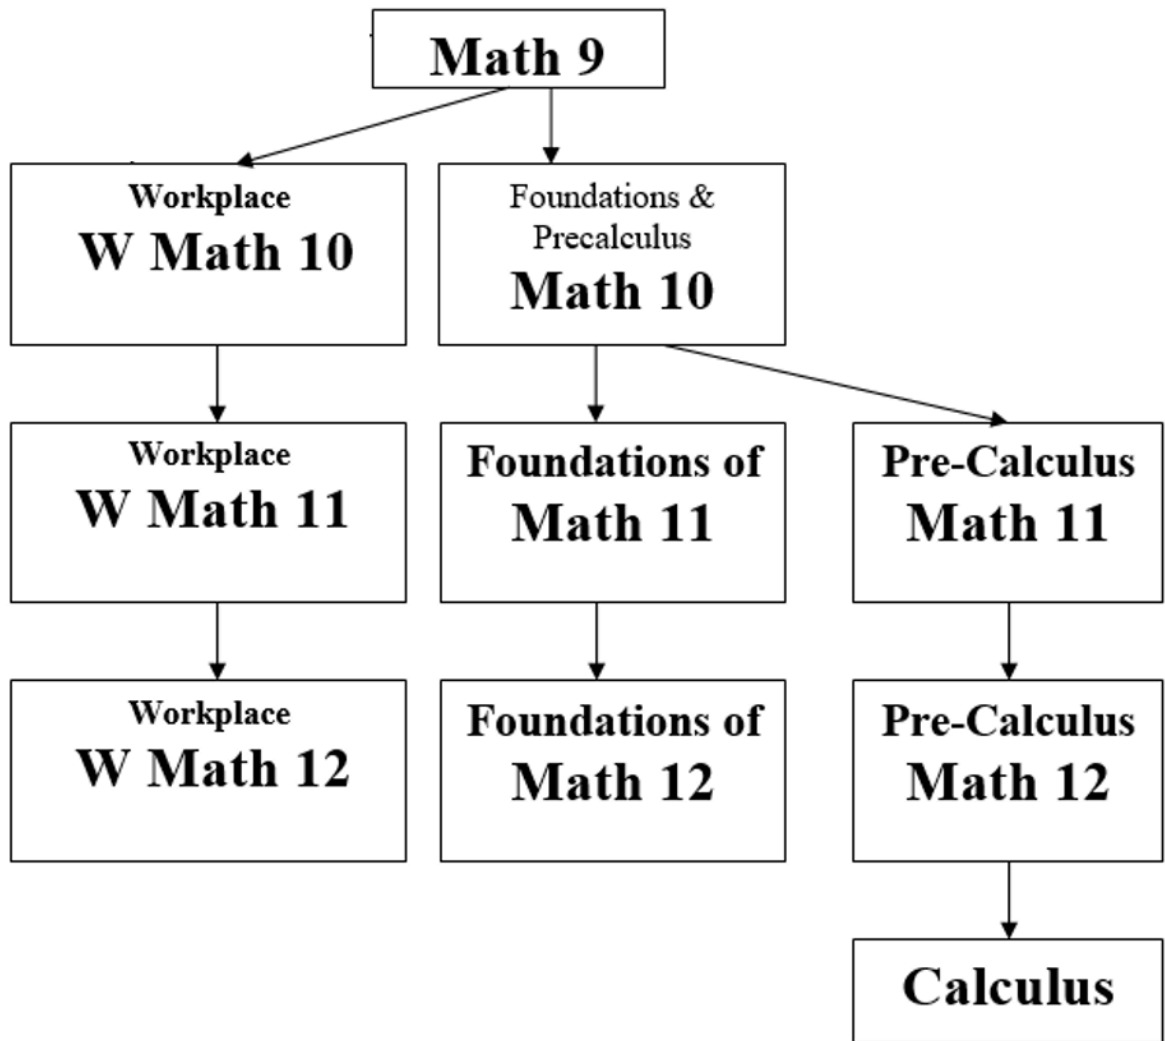 Math 9
Workplace
W Math 10
Foundations &
Precalculus
Math 10
Workplace
W Math 11
Foundations of
Math 11
Pre-Calculus
Math 11
Workplace
W Math 12
Foundations of
Math 12
Pre-Calculus
Math 12
Calculus